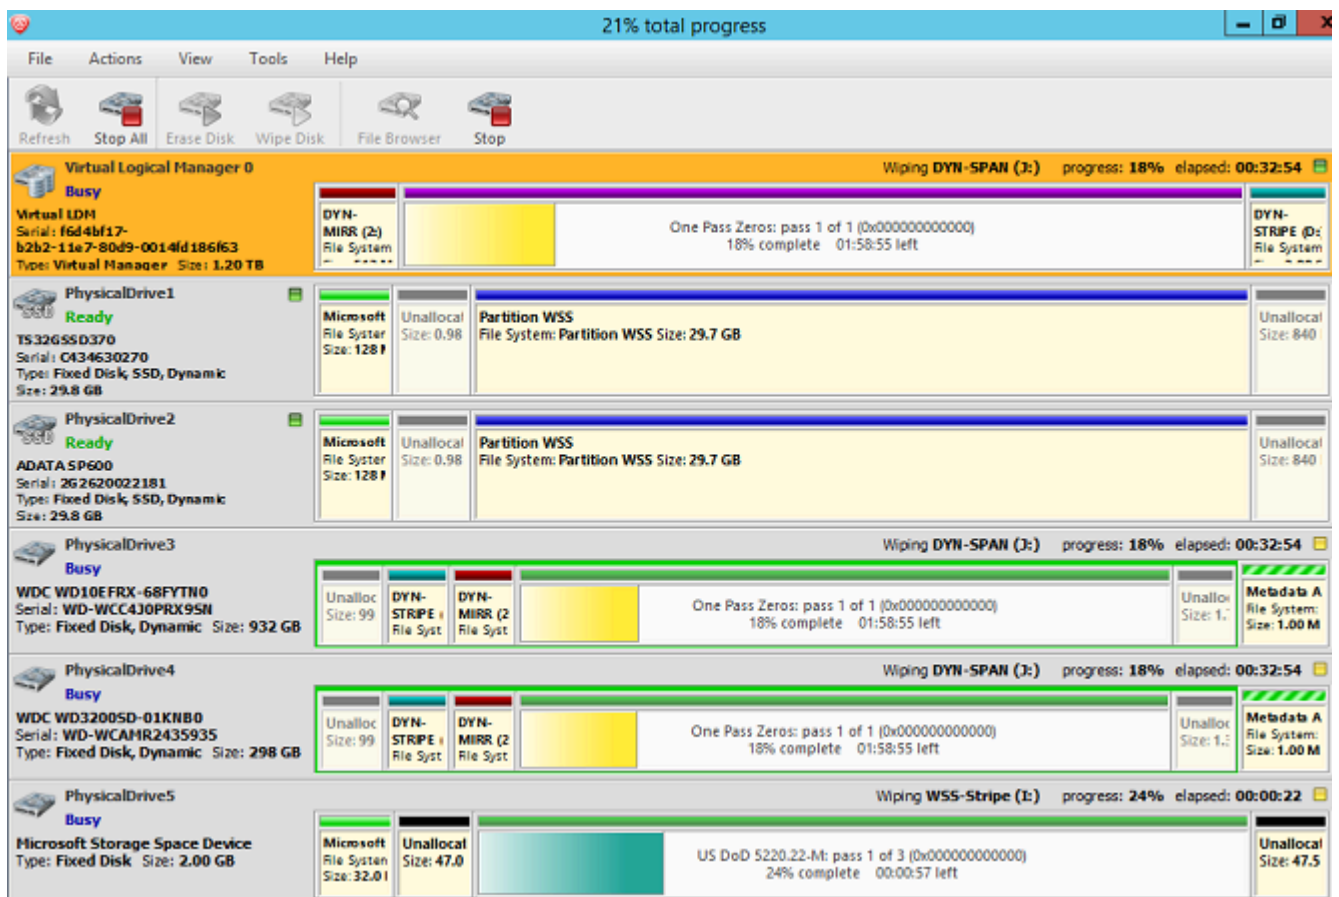 21% total progress
File Actions View Tools Help
Refresh Stop All Erase Disk Wipe Disk File Browser Stop
Virtual Logical Manager 0
Busy
Virtual LDM
Serial: f6d4bf17-
b2b2-11e7-80d9-0014fd186f63
Type: Virtual Manager Size: 1.20 TB
Wiping DYN-SPAN (J:) progress: 18% elapsed: 00:32:54
DYN-
MIRR (2:)
File System
One Pass Zeros: pass 1 of 1 (0x000000000000)
18% complete 01:58:55 left
DYN-
STRIPE (D:
File System
PhysicalDrive1
Ready
TS32GSSD370
Serial: C434630270
Type: Fixed Disk, SSD, Dynamic
Size: 29.8 GB
Microsoft
File Syster
Size: 128
Unallocat
Size: 0.98
Partition WSS
File System: Partition WSS Size: 29.7 GB
Unallocat
Size: 840
PhysicalDrive2
Ready
ADATA SP600
Serial: 2G2620022181
Type: Fixed Disk, SSD, Dynamic
Size: 29.8 GB
Microsoft
File Syster
Size: 128
Unallocat
Size: 0.98
Partition WSS
File System: Partition WSS Size: 29.7 GB
Unallocat
Size: 840
PhysicalDrive3
Busy
WDC WD10EFRX-68FYTN0
Serial: WD-WCC4J0PRX9SN
Type: Fixed Disk, Dynamic Size: 932 GB
Wiping DYN-SPAN (J:) progress: 18% elapsed: 00:32:54
Unalloc
Size: 99
DYN-
STRIPE
File Syst
DYN-
MIRR (2
File Syst
One Pass Zeros: pass 1 of 1 (0x000000000000)
18% complete 01:58:55 left
Unalloc
Size: 1.
Metadata A
File System:
Size: 1.00 M
PhysicalDrive4
Busy
WDC WD3200SD-01KNB0
Serial: WD-WCAMR2435935
Type: Fixed Disk, Dynamic Size: 298 GB
Wiping DYN-SPAN (J:) progress: 18% elapsed: 00:32:54
Unalloc
Size: 99
DYN-
STRIPE
File Syst
DYN-
MIRR (2
File Syst
One Pass Zeros: pass 1 of 1 (0x000000000000)
18% complete 01:58:55 left
Unalloc
Size: 1.
Metadata A
File System:
Size: 1.00 M
PhysicalDrive5
Busy
Microsoft Storage Space Device
Type: Fixed Disk Size: 2.00 GB
Wiping WSS-Stripe (I:) progress: 24% elapsed: 00:00:22
Microsoft
File Systen
Size: 32.0
Unallocat
Size: 47.0
US DoD 5220.22-M: pass 1 of 3 (0x000000000000)
24% complete 00:00:57 left
Unallocat
Size: 47.5